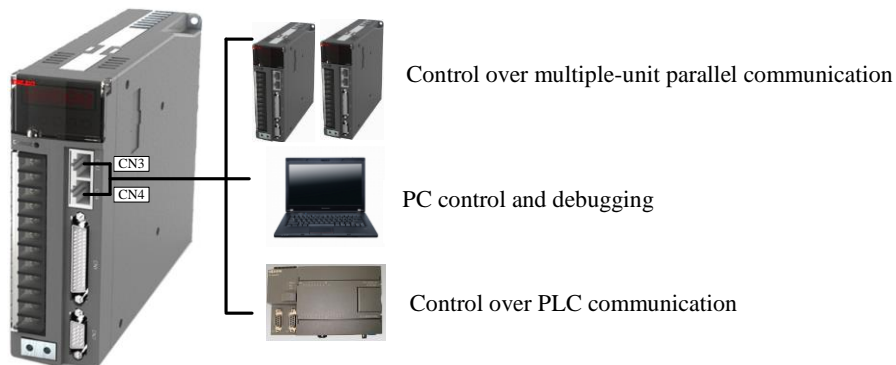 Control over multiple-unit parallel communication
CN3
CN4
PC control and debugging
Control over PLC communication